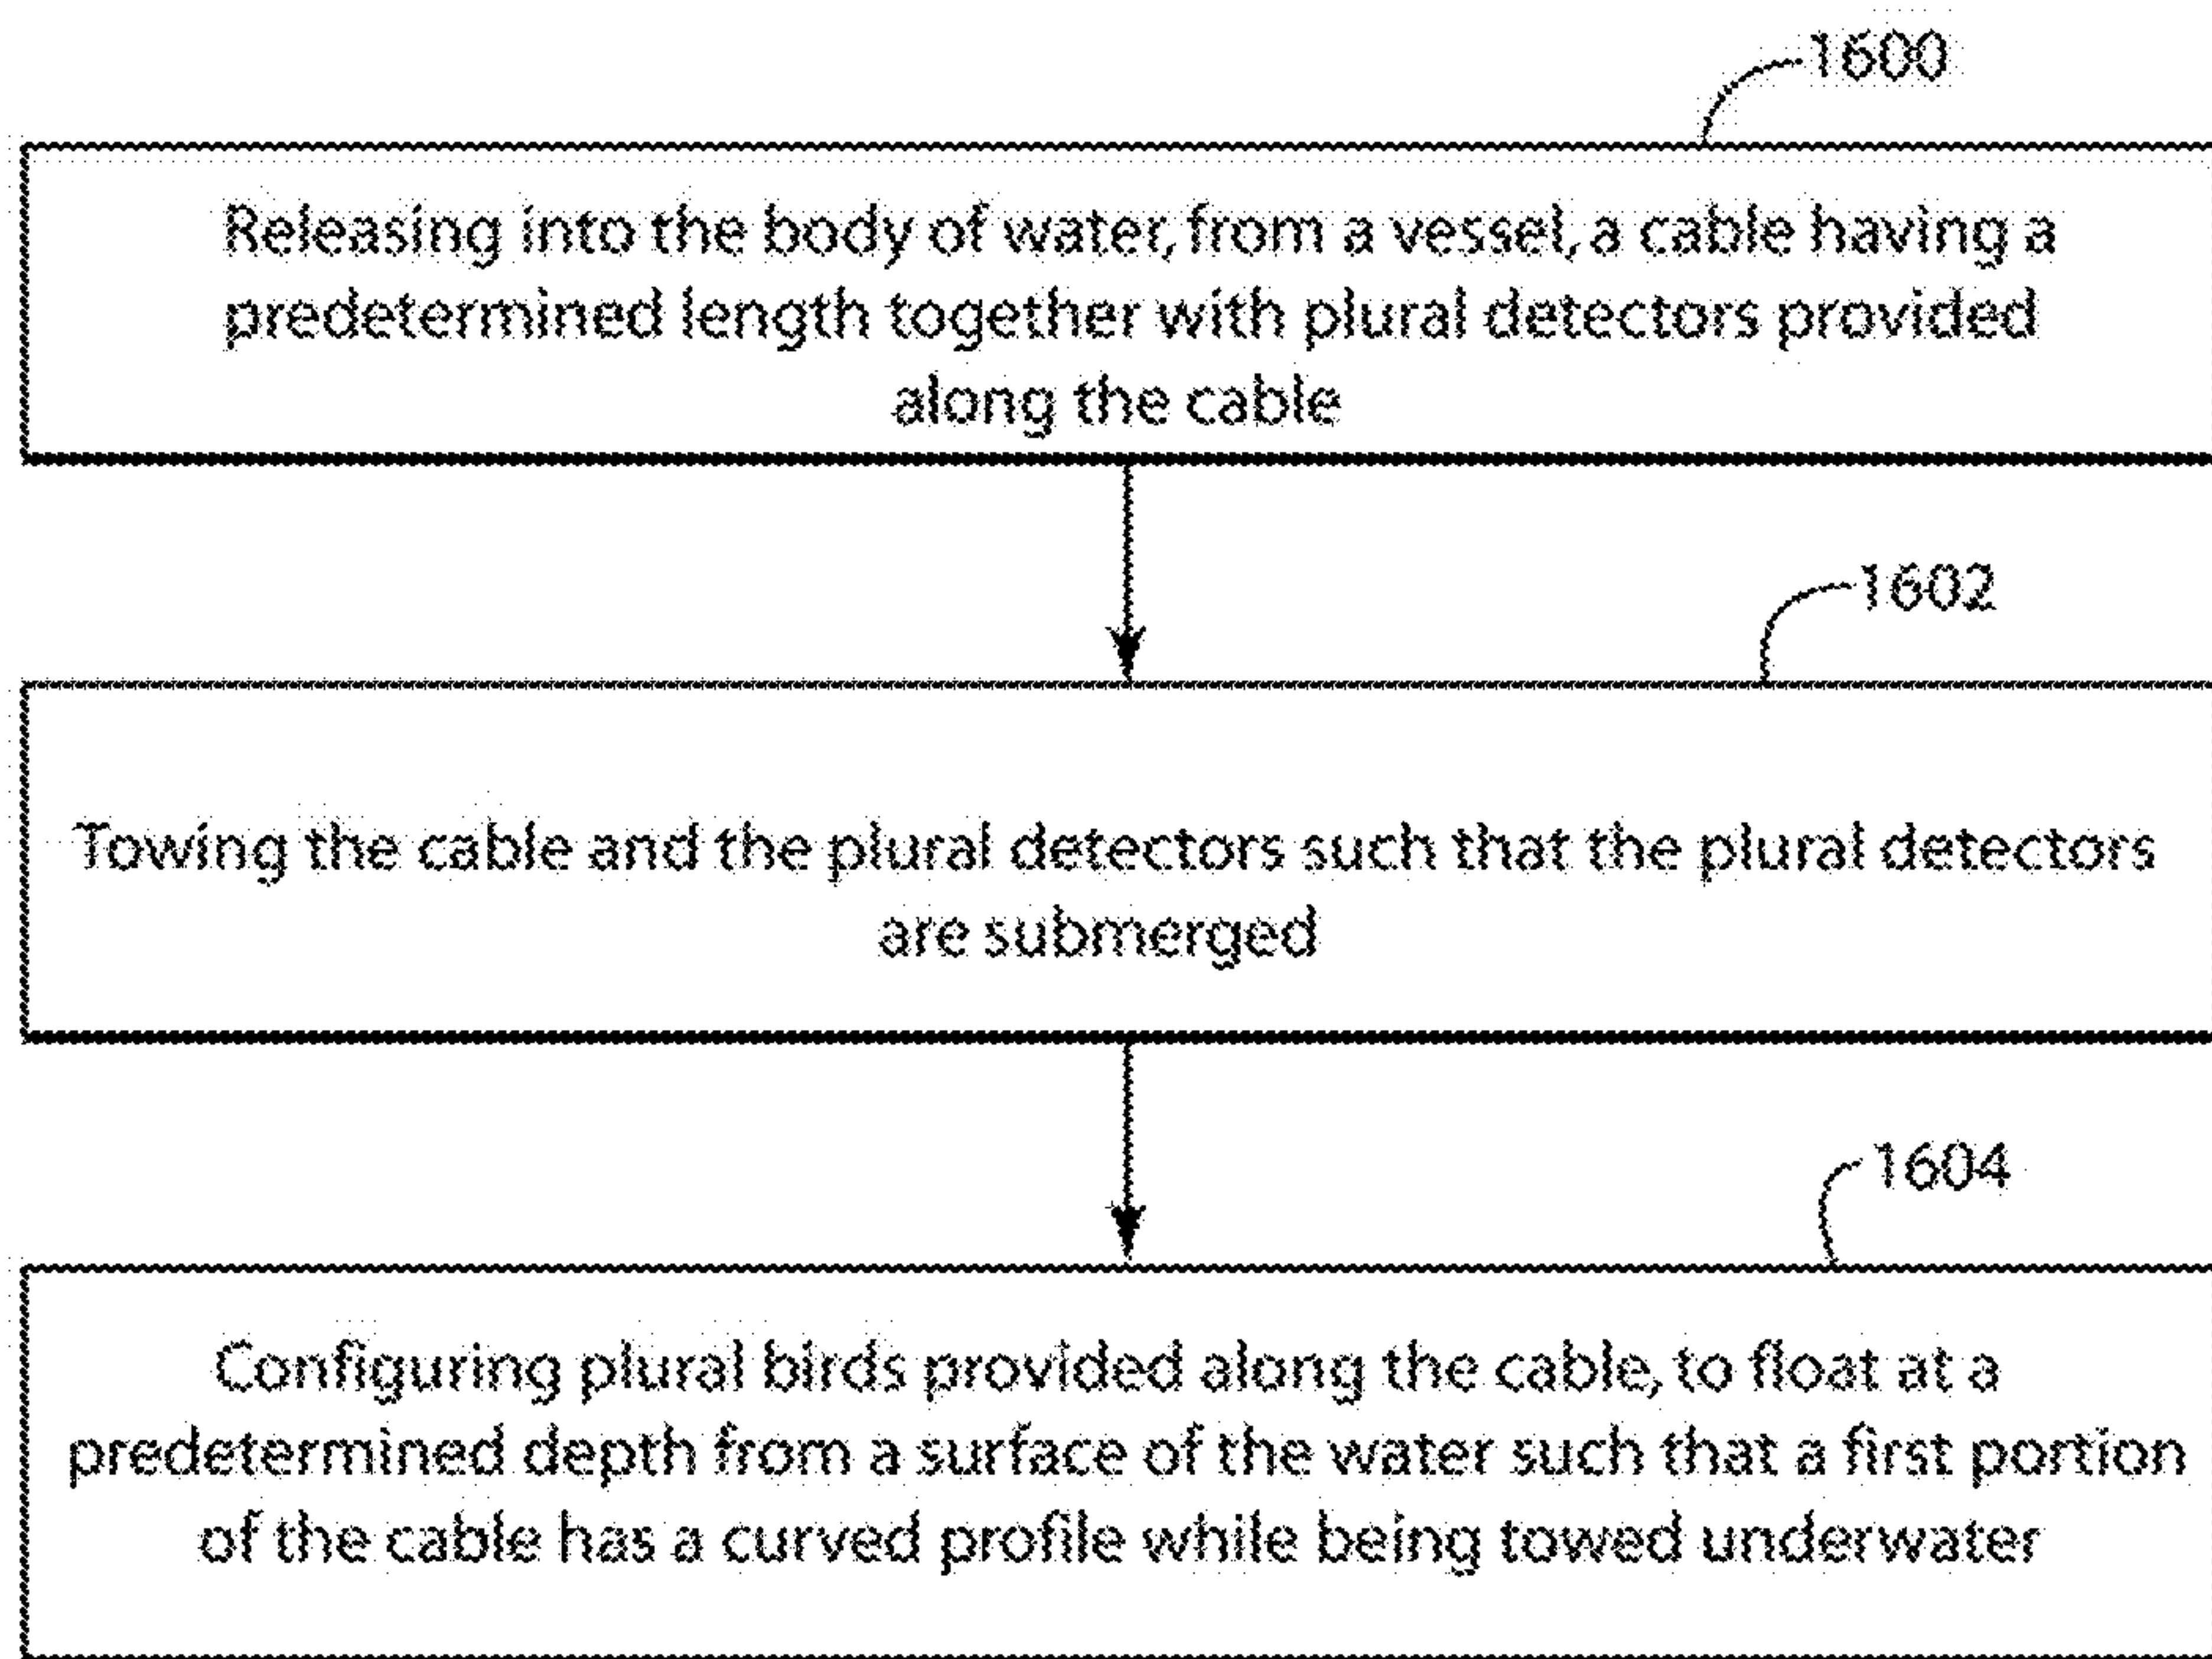 1600
Releasing into the body of water, from a vessel, a cable having a
predetermined length together with plural detectors provided
along the cable
1602
Towing the cable and the plural detectors such that the plural detectors
are submerged
1604
Configuring plural birds provided along the cable, to float at a
predetermined depth from a surface of the water such that a first portion
of the cable has a curved profile while being towed underwater